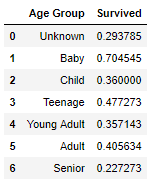 Age Group Survived
0 Unknown 0.293785
1 Baby 0.704545
2 Child 0.360000
3 Teenage 0.477273
4 Young Adult 0.357143
5 Adult 0.405634
6 Senior 0.227273